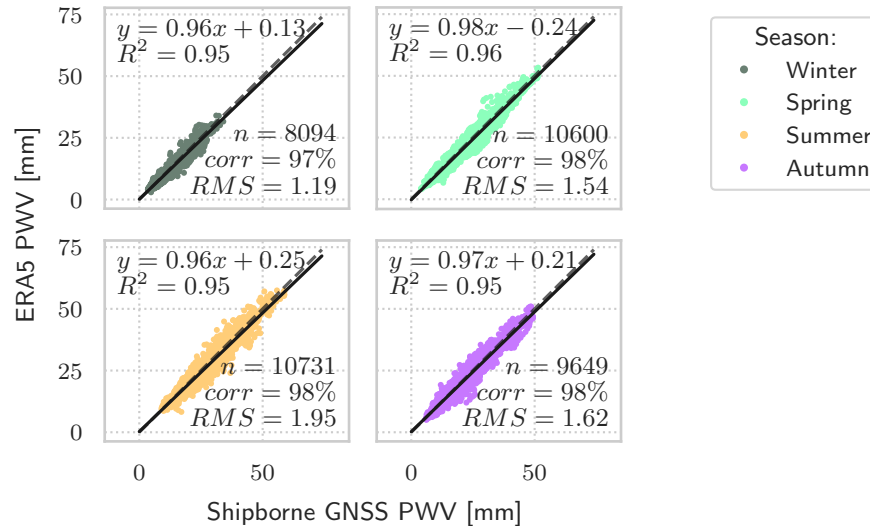 y = 0.96x + 0.13
R² = 0.95
n = 8094
corr = 97%
RMS = 1.19
75
50
25
0
y = 0.98x − 0.24
R² = 0.96
n = 10600
corr = 98%
RMS = 1.54
Season:
Winter
Spring
Summer
Autumn
ERA5 PWV [mm]
y = 0.96x + 0.25
R² = 0.95
n = 10731
corr = 98%
RMS = 1.95
75
50
25
0
0
50
y = 0.97x + 0.21
R² = 0.95
n = 9649
corr = 98%
RMS = 1.62
0
50
Shipborne GNSS PWV [mm]